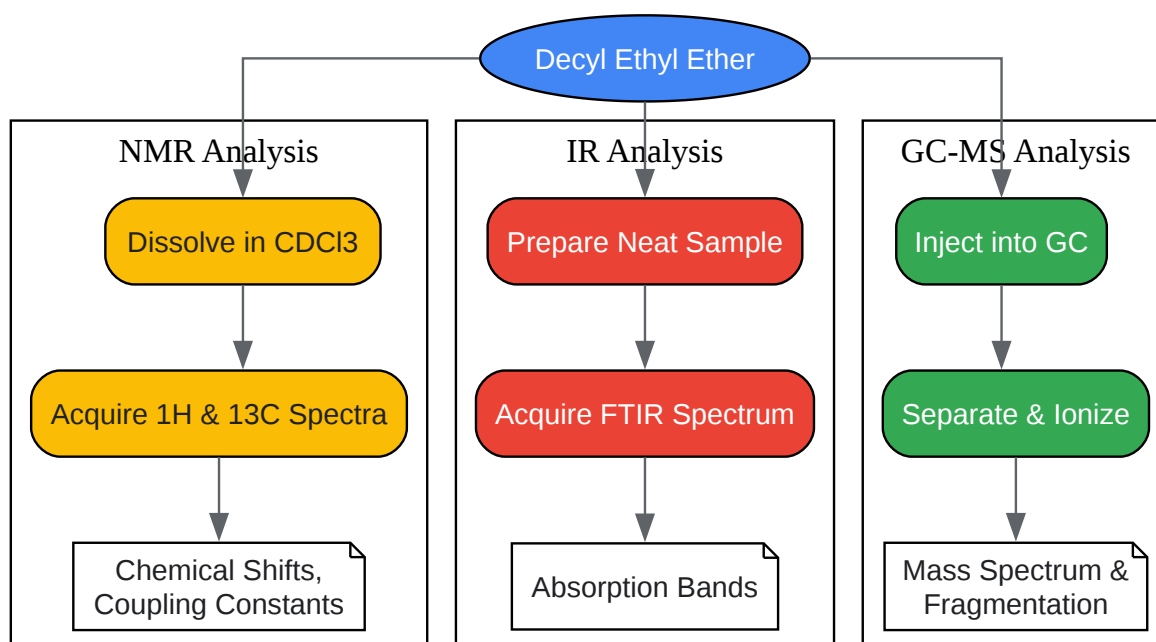 Decyl Ethyl Ether
NMR Analysis
Dissolve in CDCl3
Acquire 1H & 13C Spectra
Chemical Shifts,
Coupling Constants
IR Analysis
Prepare Neat Sample
Acquire FTIR Spectrum
Absorption Bands
GC-MS Analysis
Inject into GC
Separate & Ionize
Mass Spectrum &
Fragmentation